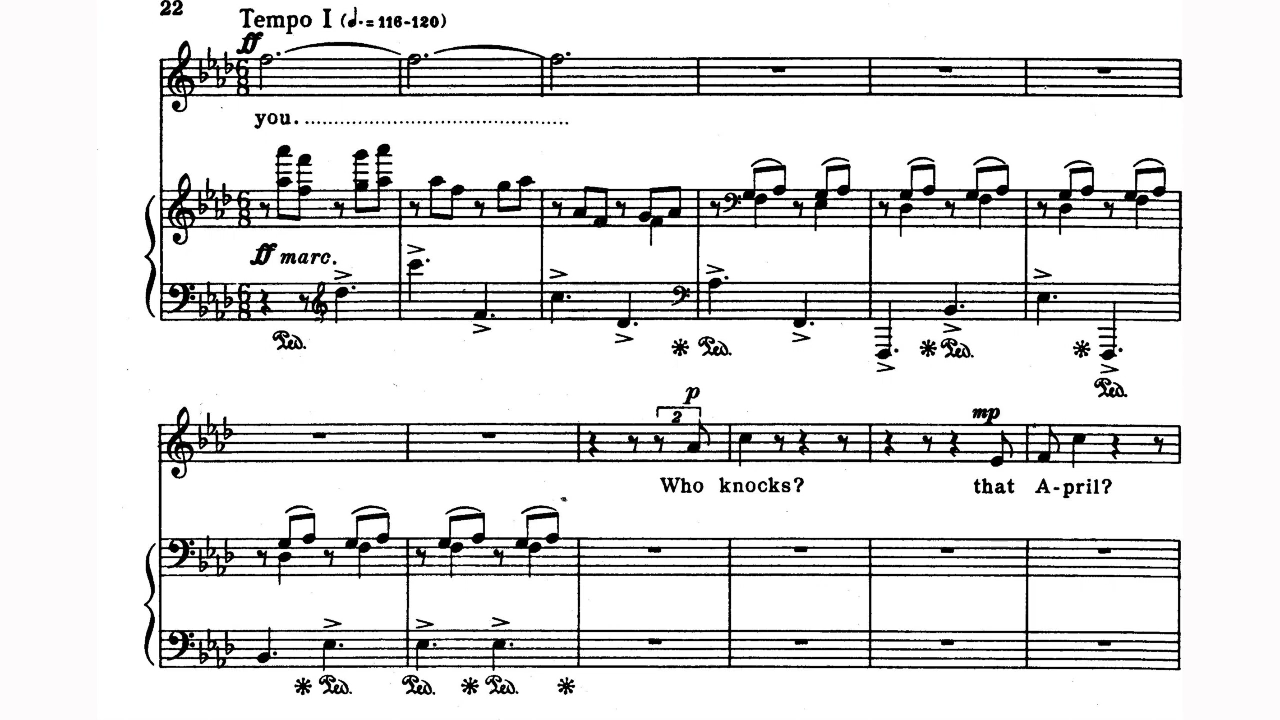 22
Tempo I (♩.= 116-120)
ff
you.
ff marc.
Ped. * Ped. * Ped. * Ped.
p
2
mp
Who knocks? that A-pril?
* Ped. Ped. * Ped. *